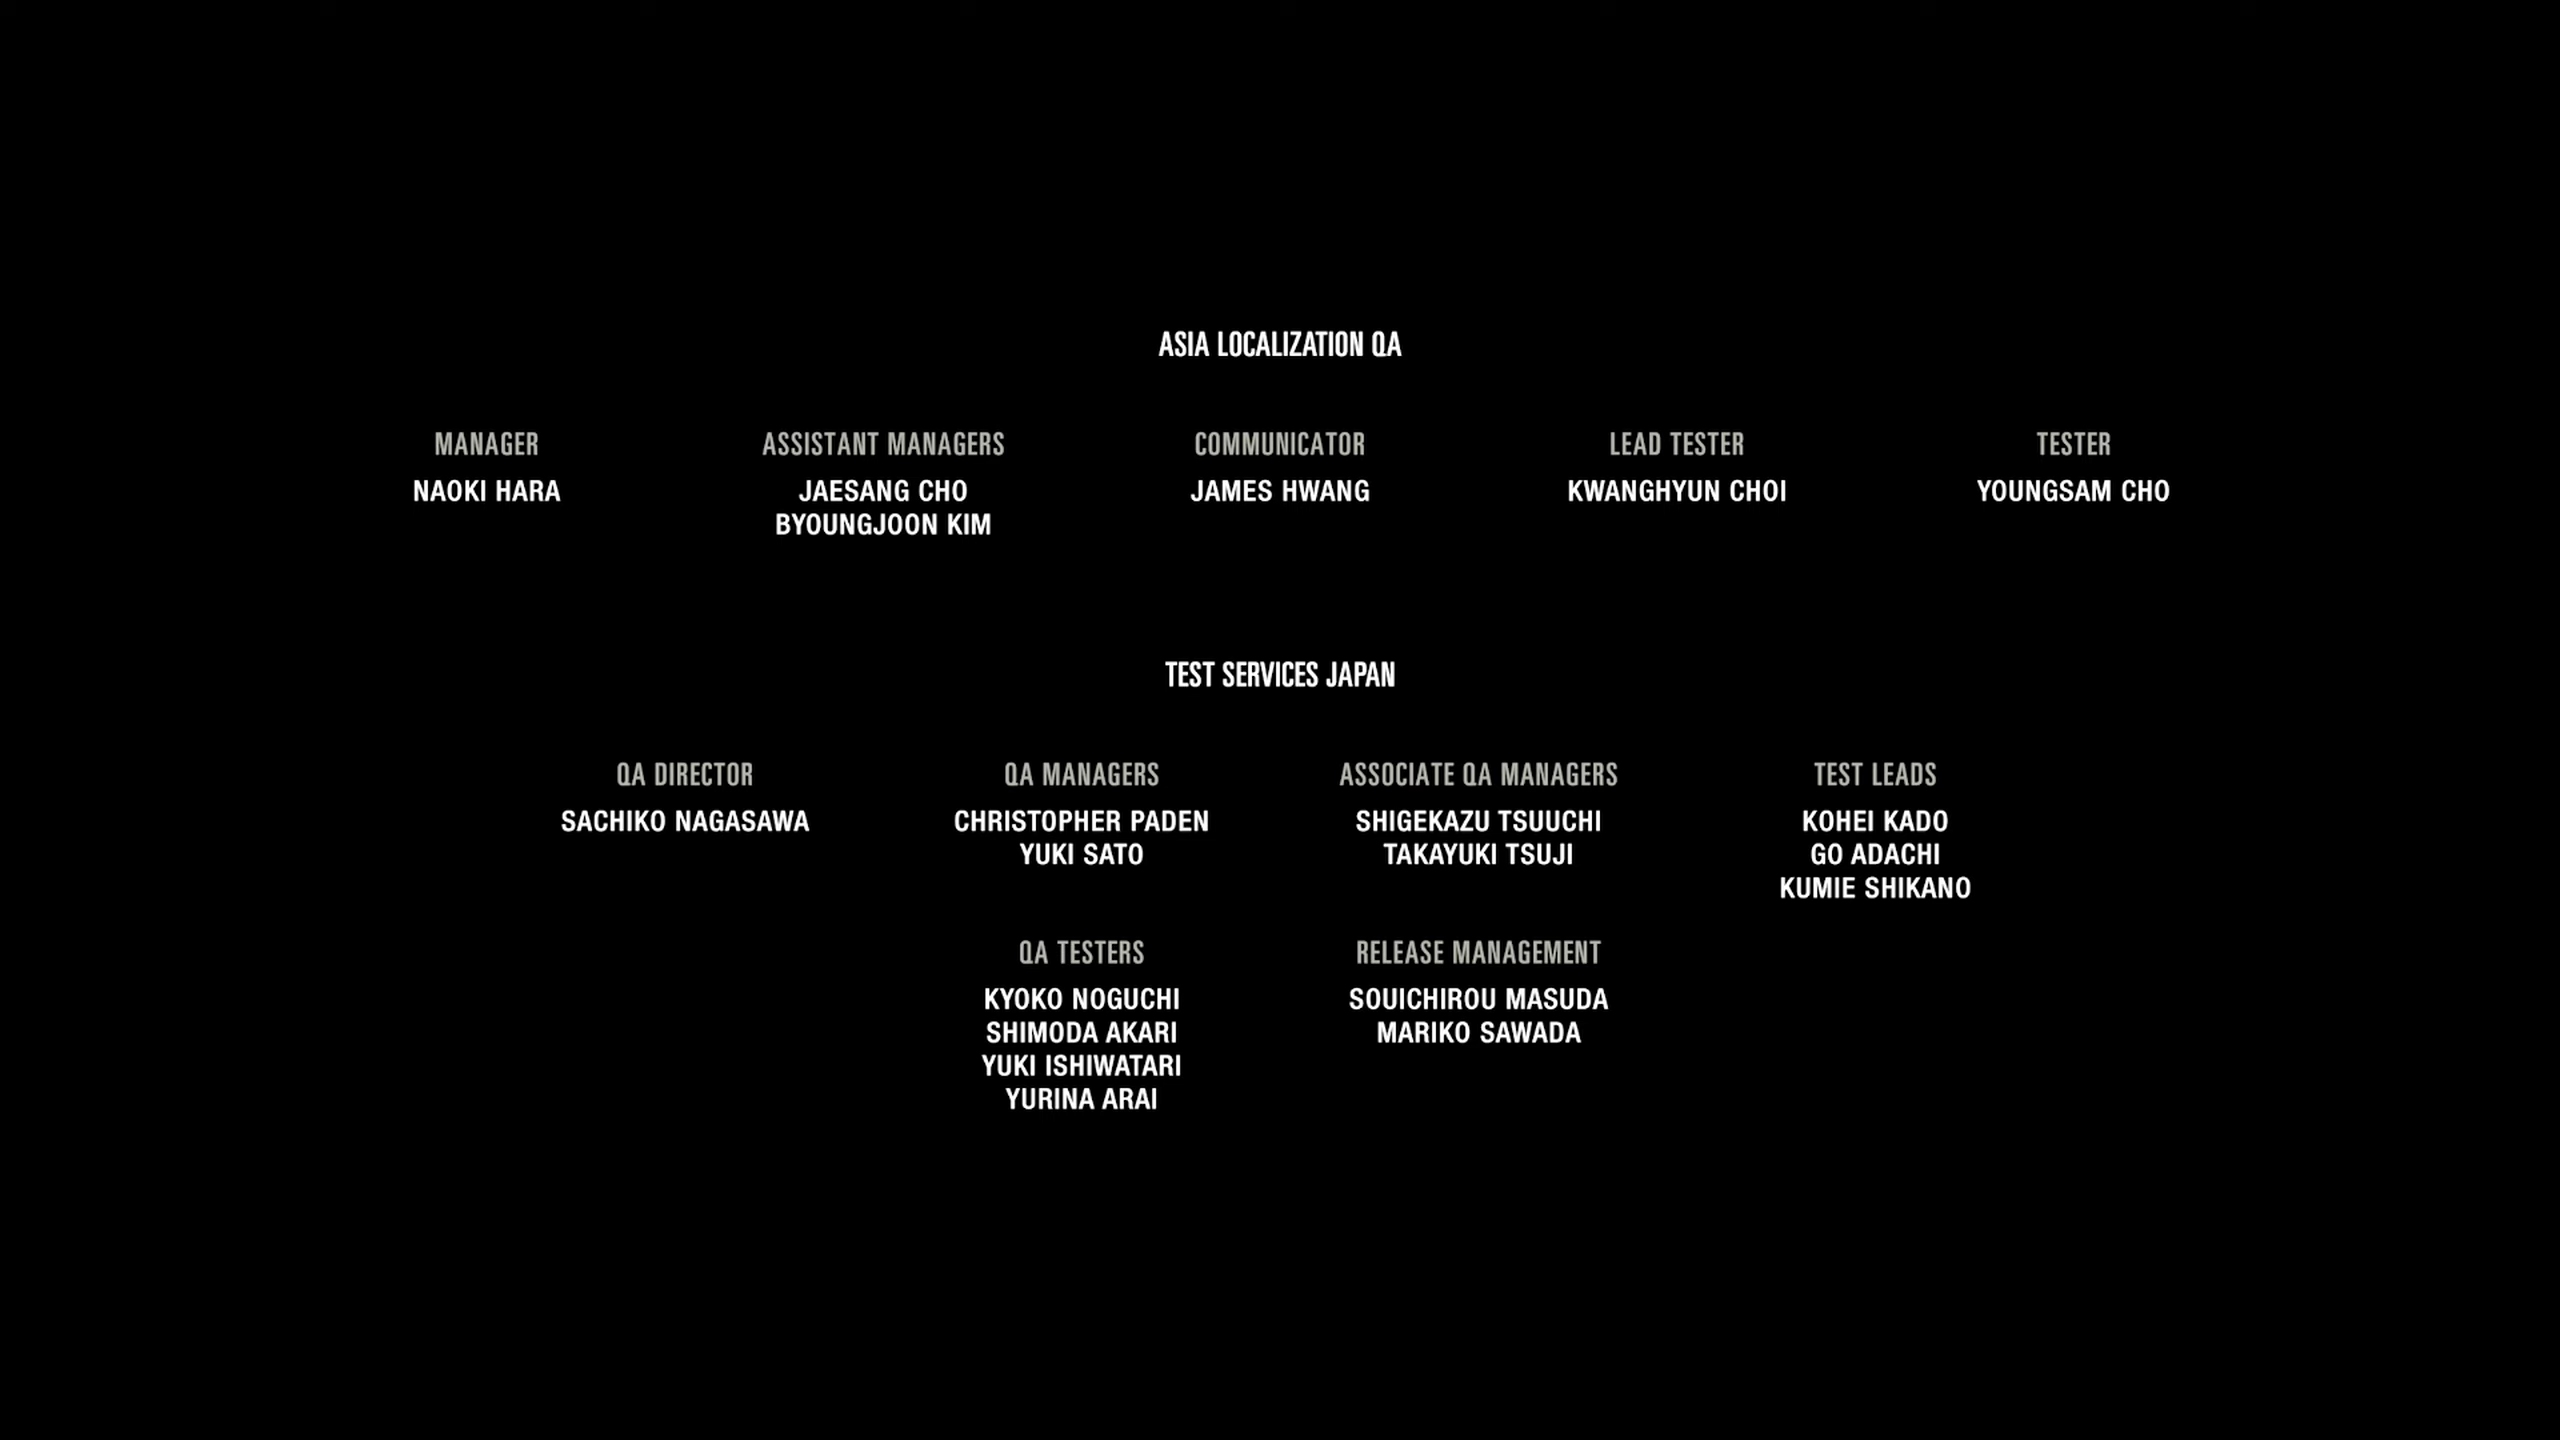 ASIA LOCALIZATION QA
MANAGER
NAOKI HARA
ASSISTANT MANAGERS
JAESANG CHO
BYOUNGJOON KIM
COMMUNICATOR
JAMES HWANG
LEAD TESTER
KWANGHYUN CHOI
TESTER
YOUNGSAM CHO
TEST SERVICES JAPAN
QA DIRECTOR
SACHIKO NAGASAWA
QA MANAGERS
CHRISTOPHER PADEN
YUKI SATO
ASSOCIATE QA MANAGERS
SHIGEKAZU TSUUCHI
TAKAYUKI TSUJI
TEST LEADS
KOHEI KADO
GO ADACHI
KUMIE SHIKANO
QA TESTERS
KYOKO NOGUCHI
SHIMODA AKARI
YUKI ISHIWATARI
YURINA ARAI
RELEASE MANAGEMENT
SOUICHIROU MASUDA
MARIKO SAWADA